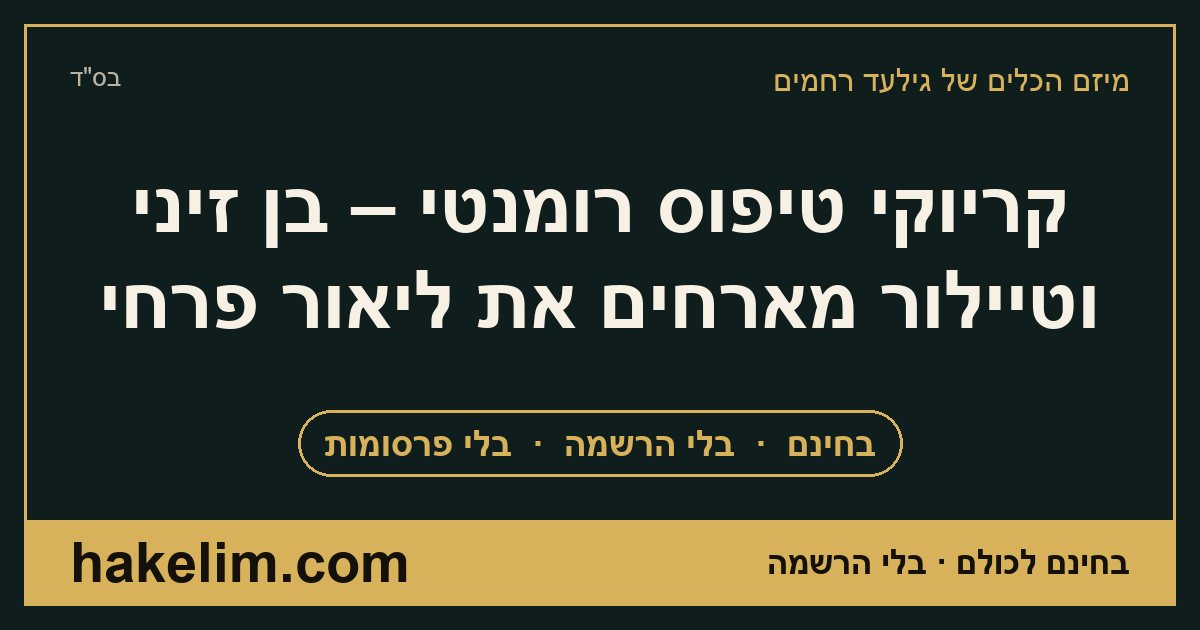 מיזם הכלים של גילעד רחמים
בס"ד
קריוקי טיפוס רומנטי – בן זיני
וטיילור מארחים את ליאור פרחי
בחינם · בלי הרשמה · בלי פרסומות
בחינם לכולם · בלי הרשמה
hakelim.com